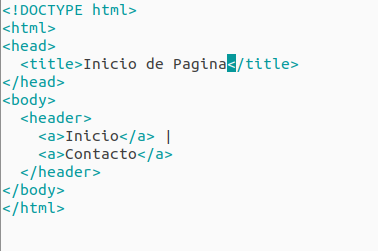 <!DOCTYPE html>
<html>
<head>
  <title>Inicio de Pagina</title>
</head>
<body>
  <header>
    <a>Inicio</a> |
    <a>Contacto</a>
  </header>
</body>
</html>